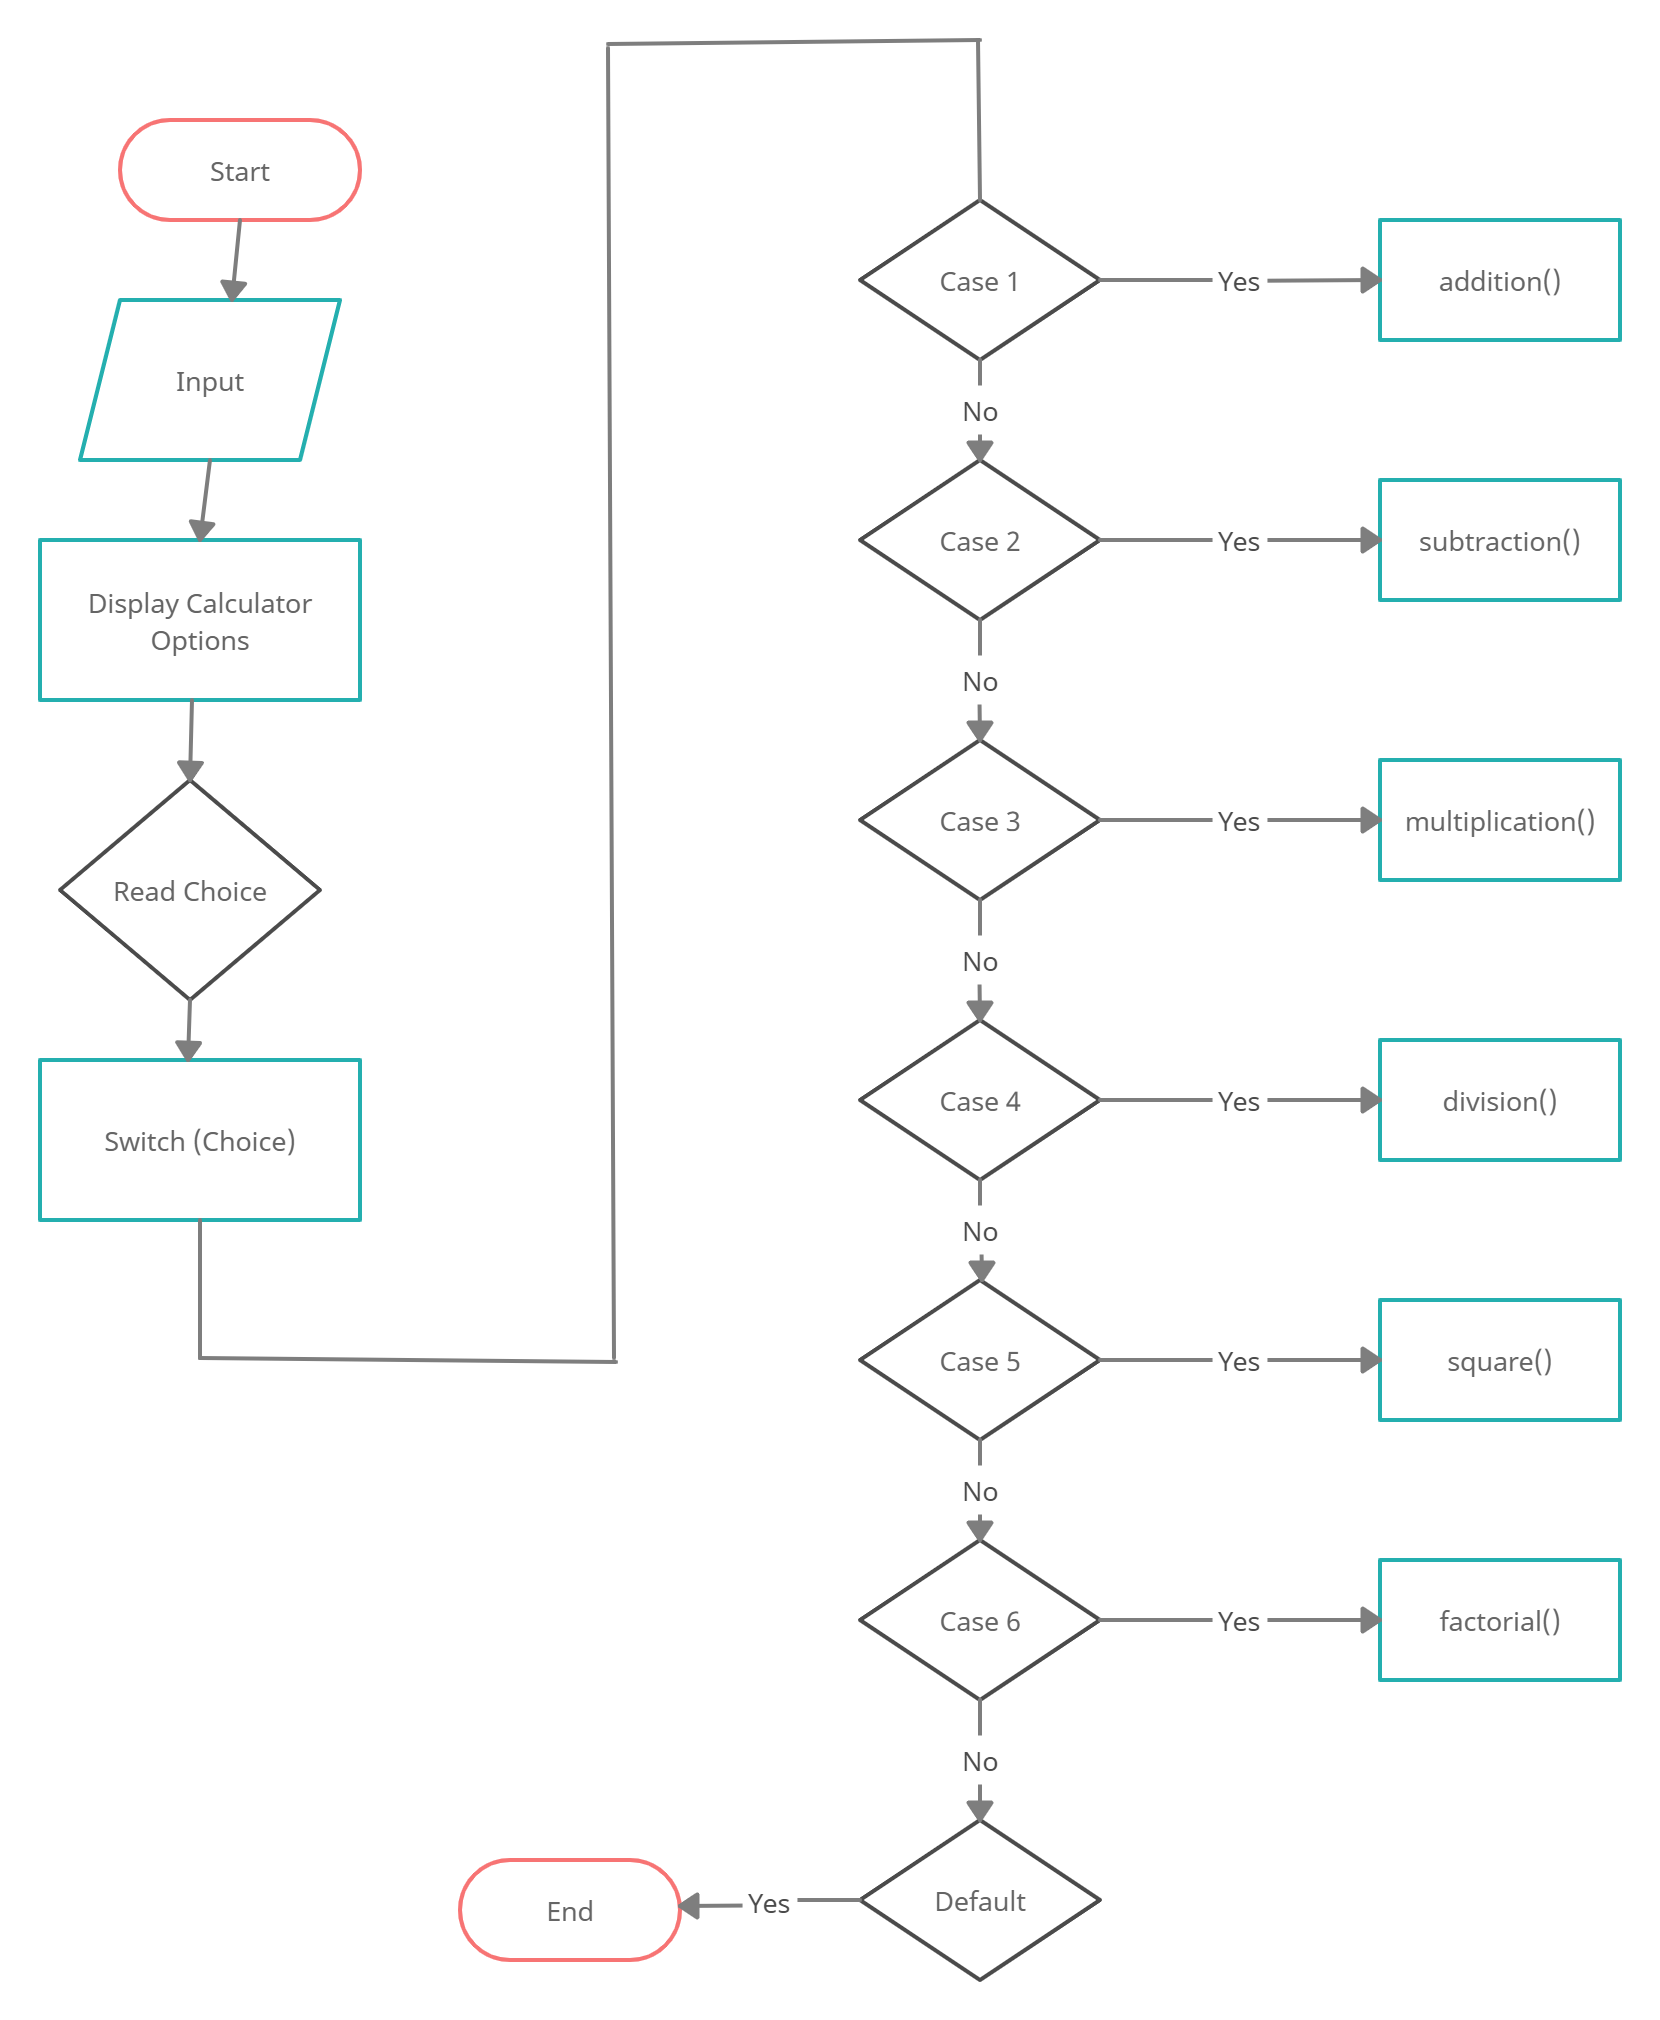 Start
Input
Display Calculator
Options
Read Choice
Switch (Choice)
Case 1
Yes
addition()
No
Case 2
Yes
subtraction()
No
Case 3
Yes
multiplication()
No
Case 4
Yes
division()
No
Case 5
Yes
square()
No
Case 6
Yes
factorial()
No
Default
Yes
End